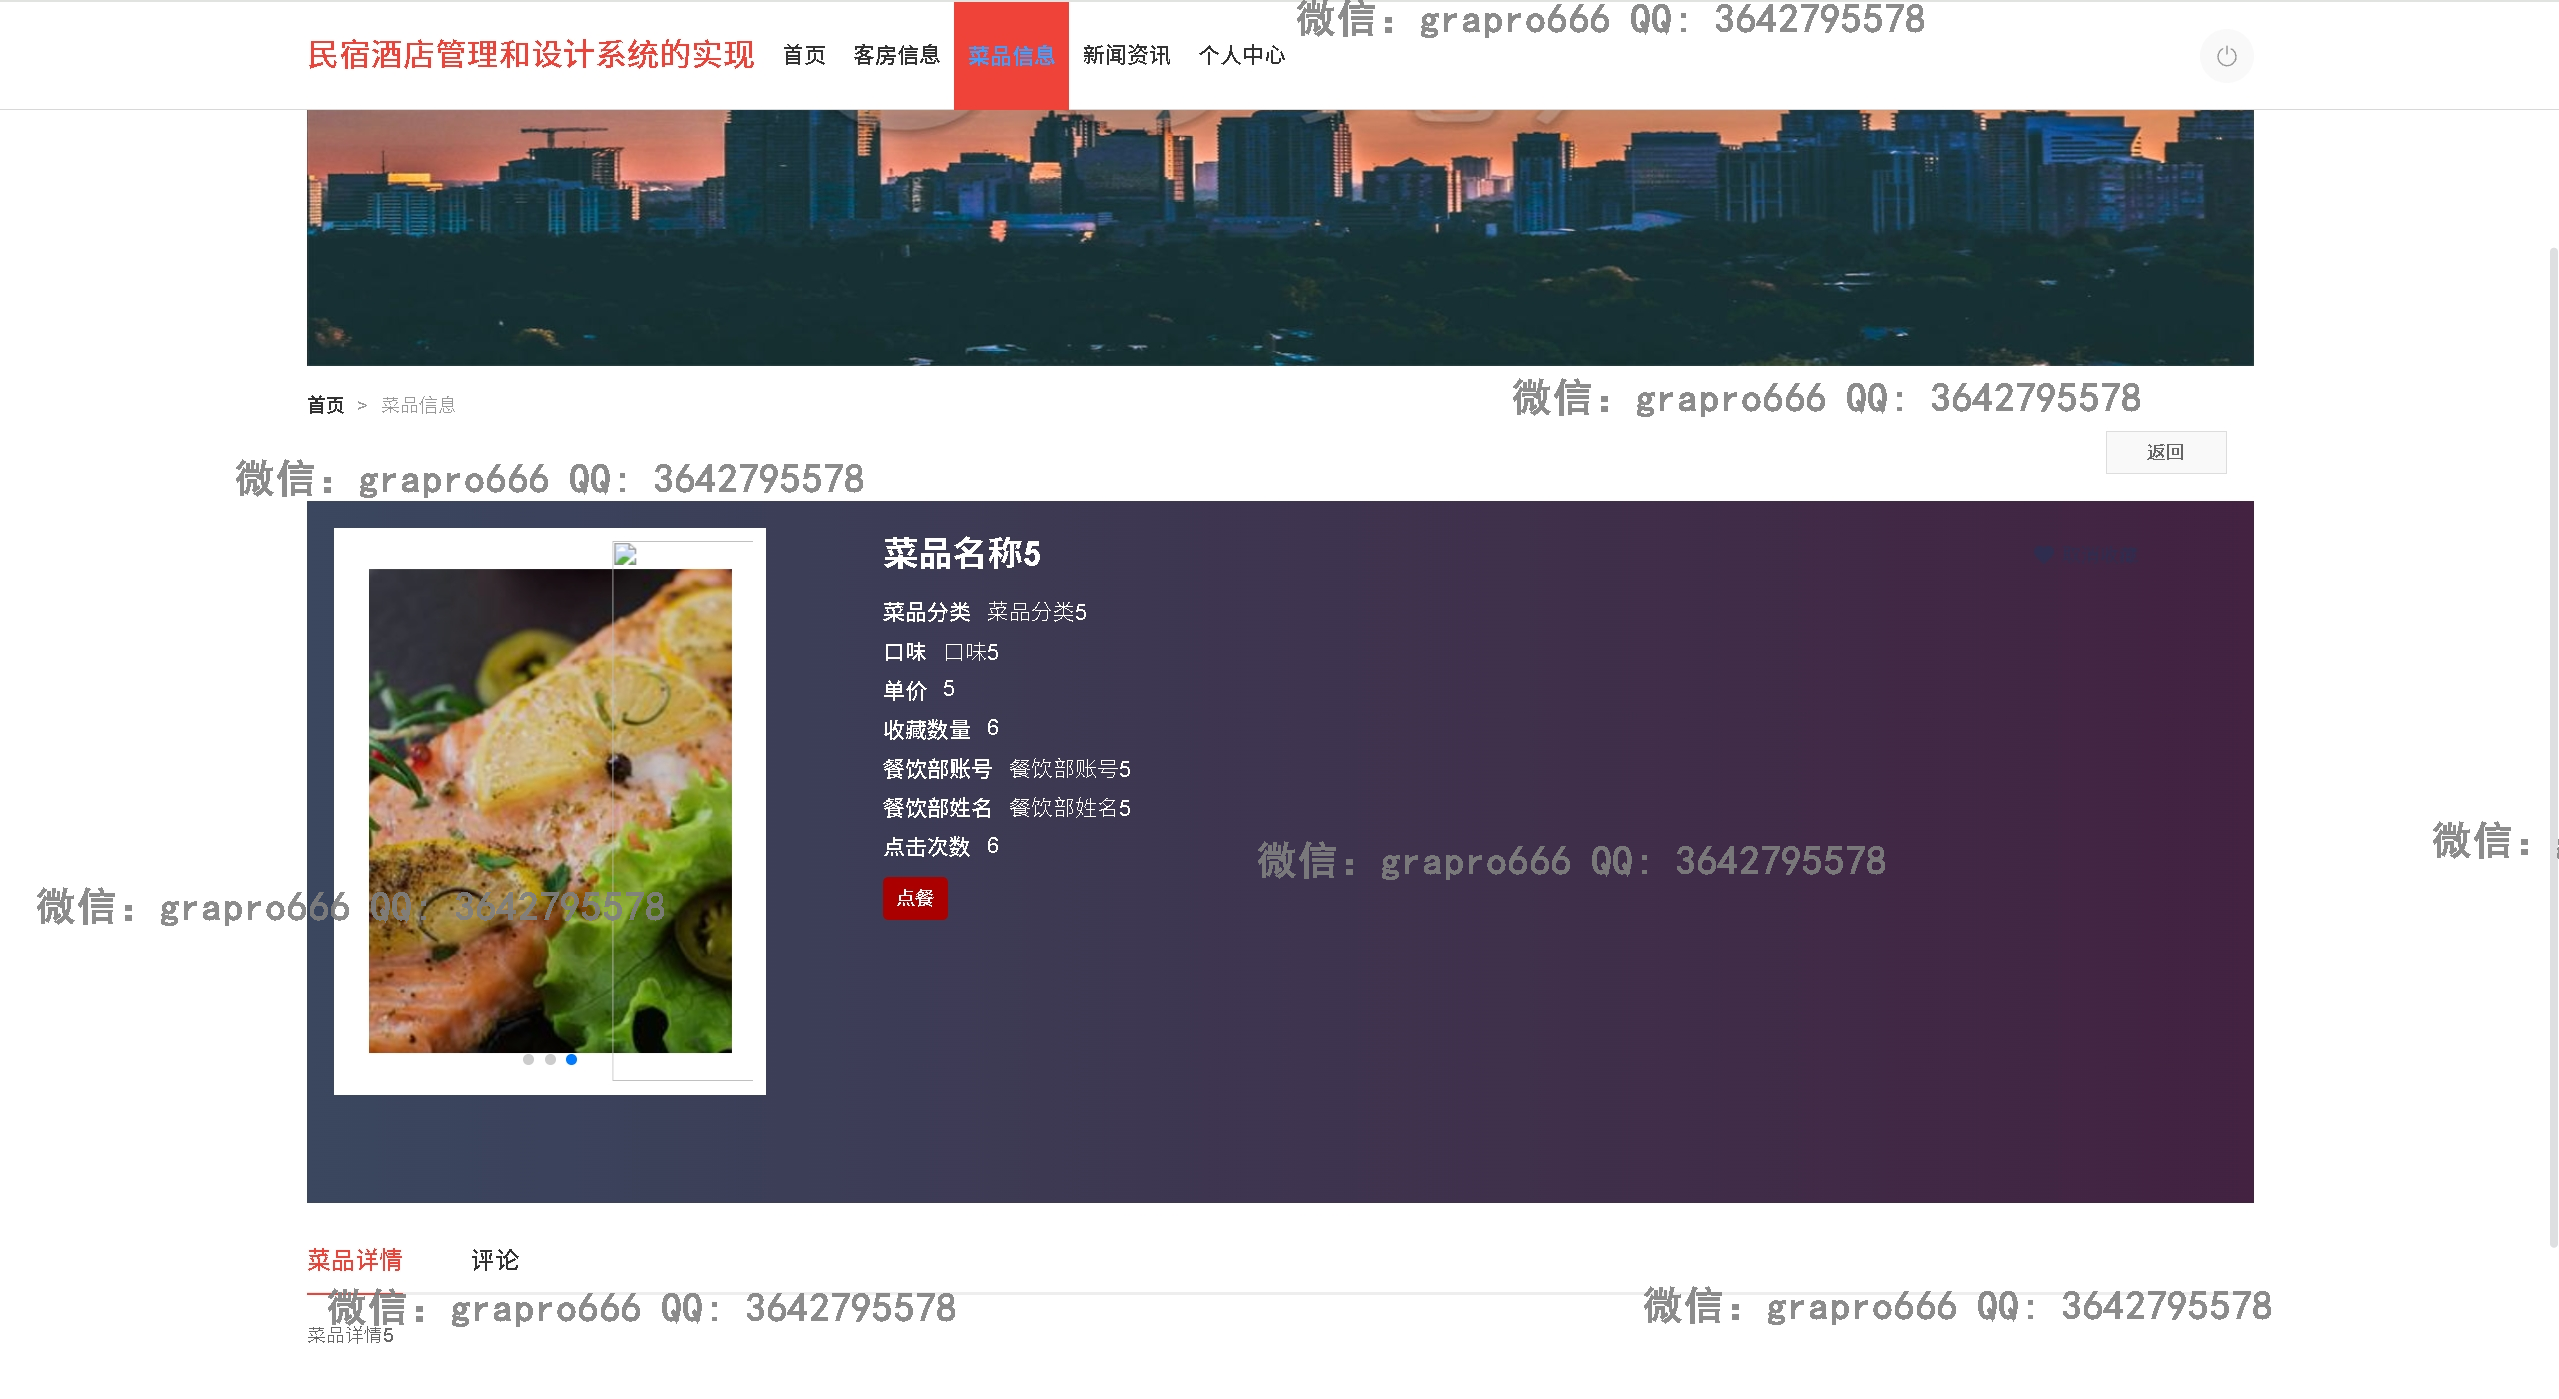 微信：grapro666 QQ：3642795578
民宿酒店管理和设计系统的实现 首页 客房信息 菜品信息 新闻资讯 个人中心
首页 > 菜品信息
微信：grapro666 QQ：3642795578
返回
微信：grapro666 QQ：3642795578
菜品名称5
菜品分类 菜品分类5
口味 口味5
单价 5
收藏数量 6
餐饮部账号 餐饮部账号5
餐饮部姓名 餐饮部姓名5
点击次数 6
微信：
微信：grapro666 QQ：3642795578
点餐
微信：grapro666 QQ：3642795578
菜品详情 评论
微信：grapro666 QQ：3642795578
微信：grapro666 QQ：3642795578
菜品详情5